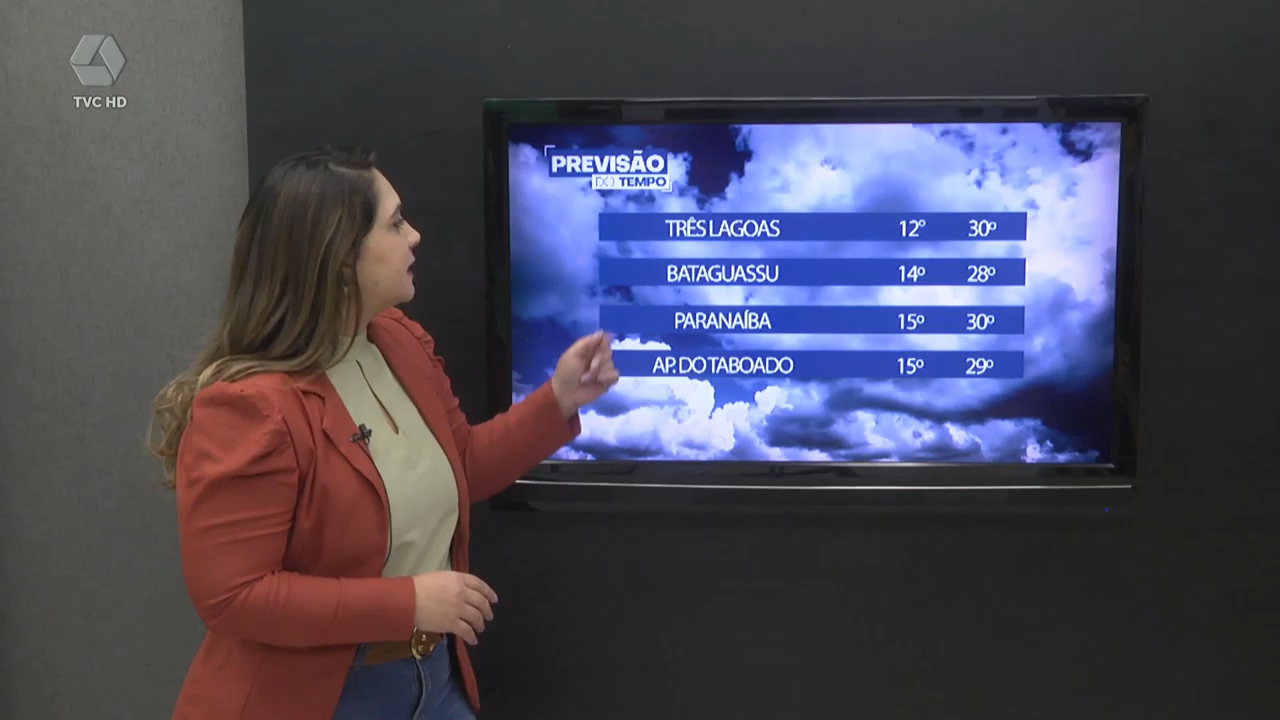 TVC HD
PREVISÃO
DO TEMPO
TRÊS LAGOAS 12º 30º
BATAGUASSU 14º 28º
PARANAÍBA 15º 30º
AP. DO TABOADO 15º 29º